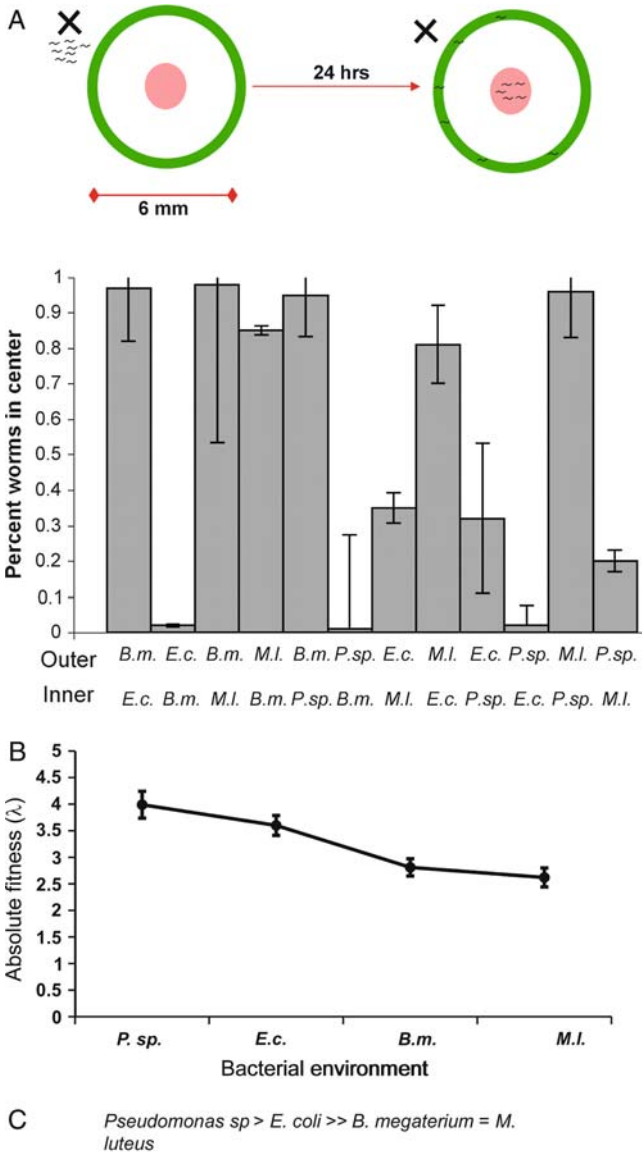 A
24 hrs
6 mm
Percent worms in center
1
0.9
0.8
0.7
0.6
0.5
0.4
0.3
0.2
0.1
0
Outer B.m. E.c. B.m. M.l. B.m. P.sp. E.c. M.l. E.c. P.sp. M.l. P.sp.
Inner E.c. B.m. M.l. B.m. P.sp. B.m. M.l. E.c. P.sp. E.c. P.sp. M.l.
B
Absolute fitness (λ)
5
4.5
4
3.5
3
2.5
2
1.5
1
0.5
0
P. sp. E.c. B.m. M.l.
Bacterial environment
C
Pseudomonas sp > E. coli >> B. megaterium = M.
luteus